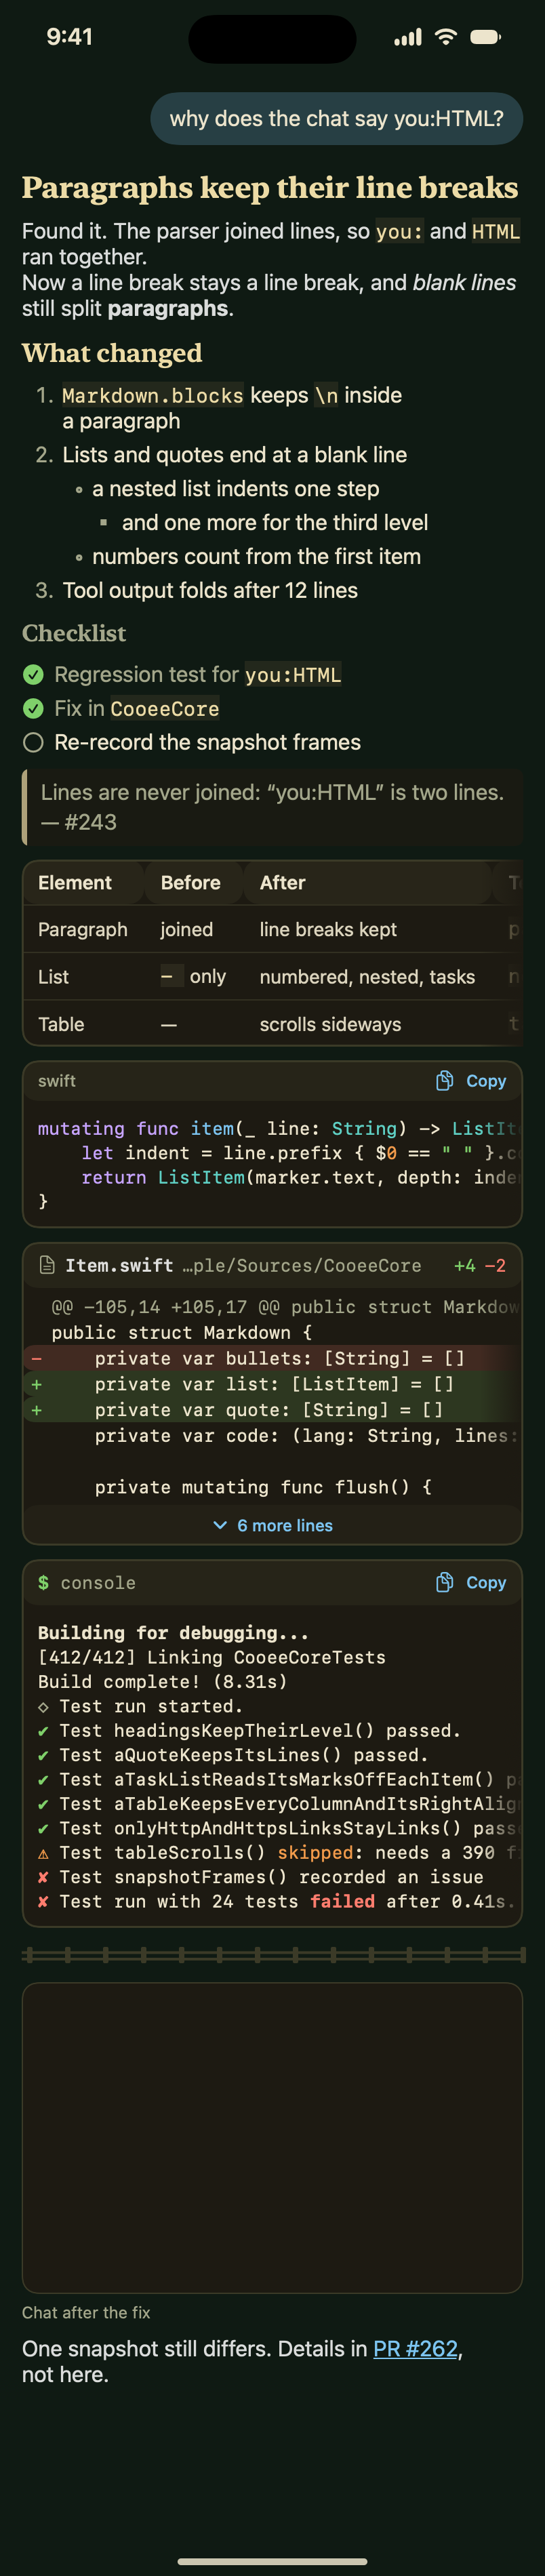 9:41
why does the chat say you:HTML?
Paragraphs keep their line breaks
Found it. The parser joined lines, so you: and HTML
ran together.
Now a line break stays a line break, and blank lines
still split paragraphs.
What changed
1. Markdown.blocks keeps \n inside
a paragraph
2. Lists and quotes end at a blank line
a nested list indents one step
and one more for the third level
numbers count from the first item
3. Tool output folds after 12 lines
Checklist
Regression test for you:HTML
Fix in CooeeCore
Re-record the snapshot frames
Lines are never joined: “you:HTML” is two lines.
— #243
Element Before After
Paragraph joined line breaks kept
List - only numbered, nested, tasks
Table — scrolls sideways
swift Copy
mutating func item(_ line: String) -> ListIt
    let indent = line.prefix { $0 == " " }.c
    return ListItem(marker.text, depth: inde
}
Item.swift …ple/Sources/CooeeCore +4 −2
@@ -105,14 +105,17 @@ public struct Markdow
public struct Markdown {
-    private var bullets: [String] = []
+    private var list: [ListItem] = []
+    private var quote: [String] = []
    private var code: (lang: String, lines:
    private mutating func flush() {
6 more lines
$ console Copy
Building for debugging...
[412/412] Linking CooeeCoreTests
Build complete! (8.31s)
◇ Test run started.
✔ Test headingsKeepTheirLevel() passed.
✔ Test aQuoteKeepsItsLines() passed.
✔ Test aTaskListReadsItsMarksOffEachItem() p
✔ Test aTableKeepsEveryColumnAndItsRightAlig
✔ Test onlyHttpAndHttpsLinksStayLinks() pass
⚠ Test tableScrolls() skipped: needs a 390 f
✘ Test snapshotFrames() recorded an issue
✘ Test run with 24 tests failed after 0.41s.
Chat after the fix
One snapshot still differs. Details in PR #262,
not here.